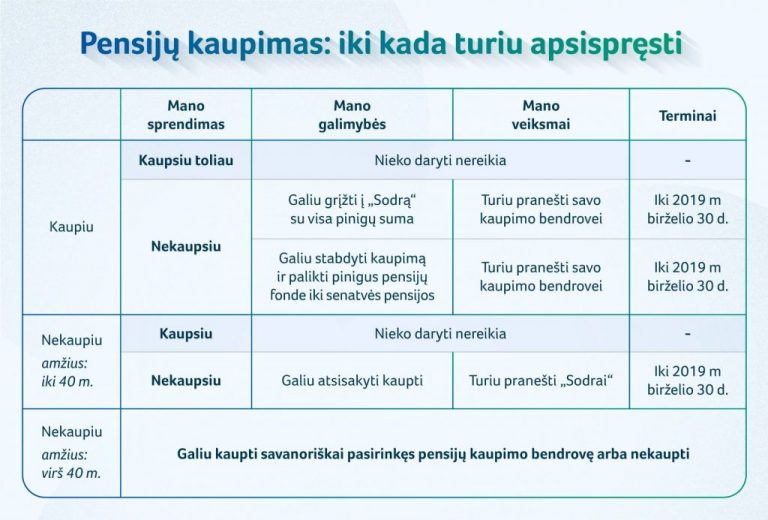 Pensijų kaupimas: iki kada turiu apsispręsti
Mano
sprendimas
Mano
galimybės
Mano
veiksmai
Terminai
Kaupiu
Kaupsiu toliau
Nieko daryti nereikia
-
Nekaupsiu
Galiu grįžti į „Sodrą“
su visa pinigų suma
Turiu pranešti savo
kaupimo bendrovei
Iki 2019 m
birželio 30 d.
Galiu stabdyti kaupimą
ir palikti pinigus pensijų
fonde iki senatvės pensijos
Turiu pranešti savo
kaupimo bendrovei
Iki 2019 m
birželio 30 d.
Nekaupiu
amžius:
iki 40 m.
Kaupsiu
Nieko daryti nereikia
-
Nekaupsiu
Galiu atsisakyti kaupti
Turiu pranešti „Sodrai“
Iki 2019 m
birželio 30 d.
Nekaupiu
amžius:
virš 40 m.
Galiu kaupti savanoriškai pasirinkęs pensijų kaupimo bendrovę arba nekaupti